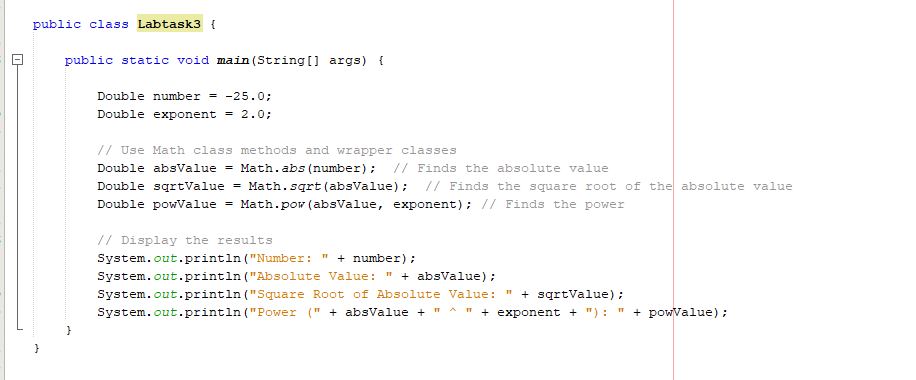 public class Labtask3 {
public static void main(String[] args) {
Double number = -25.0;
Double exponent = 2.0;
// Use Math class methods and wrapper classes
Double absValue = Math.abs(number);  // Finds the absolute value
Double sqrtValue = Math.sqrt(absValue);  // Finds the square root of the absolute value
Double powValue = Math.pow(absValue, exponent); // Finds the power
// Display the results
System.out.println("Number: " + number);
System.out.println("Absolute Value: " + absValue);
System.out.println("Square Root of Absolute Value: " + sqrtValue);
System.out.println("Power (" + absValue + " ^ " + exponent + "): " + powValue);
}
}